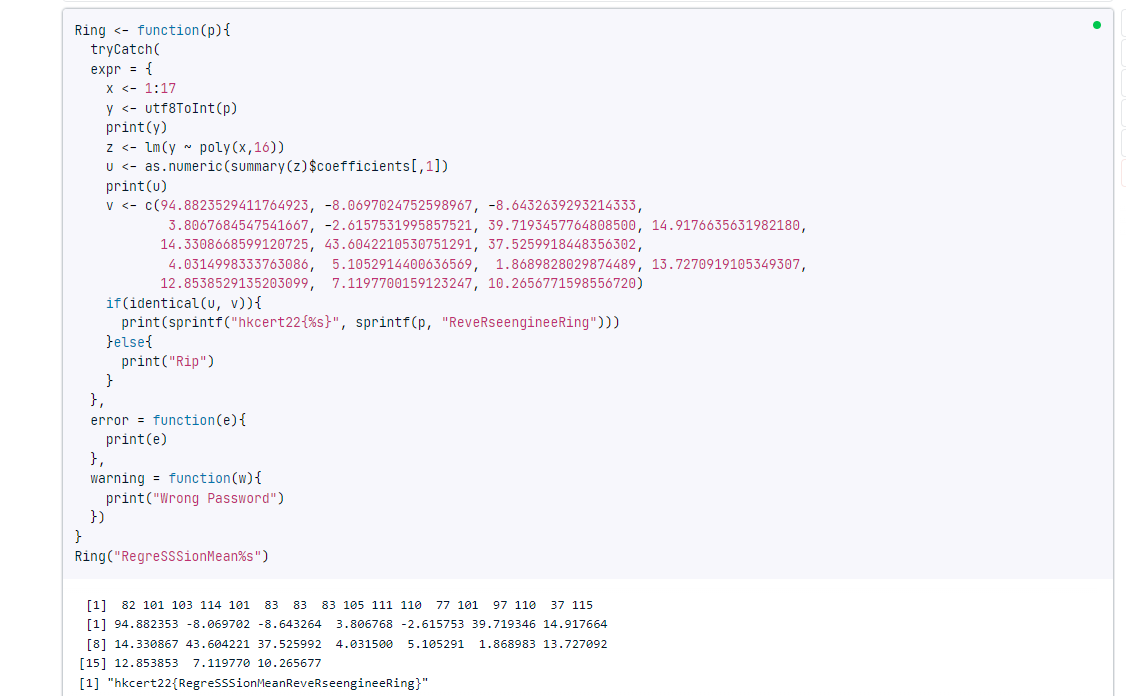 Ring <- function(p){
  tryCatch(
  expr = {
    x <- 1:17
    y <- utf8ToInt(p)
    print(y)
    z <- lm(y ~ poly(x,16))
    u <- as.numeric(summary(z)$coefficients[,1])
    print(u)
    v <- c(94.8823529411764923, -8.0697024752598967, -8.6432639293214333,
            3.8067684547541667, -2.6157531995857521, 39.7193457764808500, 14.9176635631982180,
           14.3308668599120725, 43.6042210530751291, 37.5259918448356302,
            4.0314998333763086,  5.1052914400636569,  1.8689828029874489, 13.7270919105349307,
           12.8538529135203099,  7.1197700159123247, 10.2656771598556720)
    if(identical(u, v)){
      print(sprintf("hkcert22{%s}", sprintf(p, "ReveRseengineeRing")))
    }else{
      print("Rip")
    }
  },
  error = function(e){
    print(e)
  },
  warning = function(w){
    print("Wrong Password")
  })
}
Ring("RegreSSSionMean%s")
 [1]  82 101 103 114 101  83  83  83 105 111 110  77 101  97 110  37 115
 [1] 94.882353 -8.069702 -8.643264  3.806768 -2.615753 39.719346 14.917664
 [8] 14.330867 43.604221 37.525992  4.031500  5.105291  1.868983 13.727092
[15] 12.853853  7.119770 10.265677
[1] "hkcert22{RegreSSSionMeanReveRseengineeRing}"